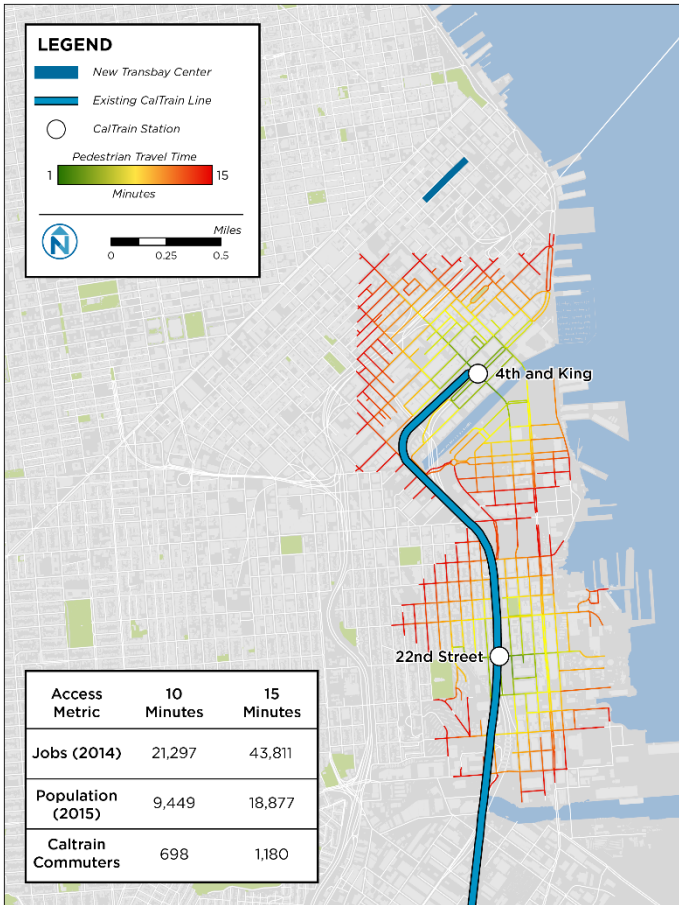 LEGEND
New Transbay Center
Existing CalTrain Line
CalTrain Station
Pedestrian Travel Time
1 15
Minutes
N
Miles
0 0.25 0.5
4th and King
22nd Street
Access Metric 10 Minutes 15 Minutes
Jobs (2014) 21,297 43,811
Population (2015) 9,449 18,877
Caltrain Commuters 698 1,180